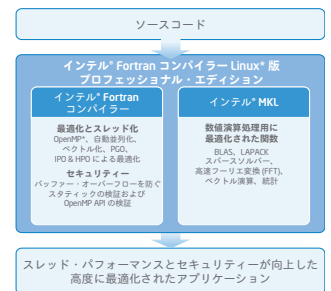 ソースコード
インテル® Fortran コンパイラー Linux* 版
プロフェッショナル・エディション
インテル® Fortran
コンパイラー
最適化とスレッド化
OpenMP*、自動並列化、
ベクトル化、PGO、
IPO & HPO による最適化
セキュリティー
バッファー・オーバーフローを防ぐ
スタティックの検証および
OpenMP API の検証
インテル® MKL
数値演算処理用に
最適化された関数
BLAS、LAPACK
スパースソルバー、
高速フーリエ変換 (FFT)、
ベクトル演算、統計
スレッド・パフォーマンスとセキュリティーが向上した
高度に最適化されたアプリケーション